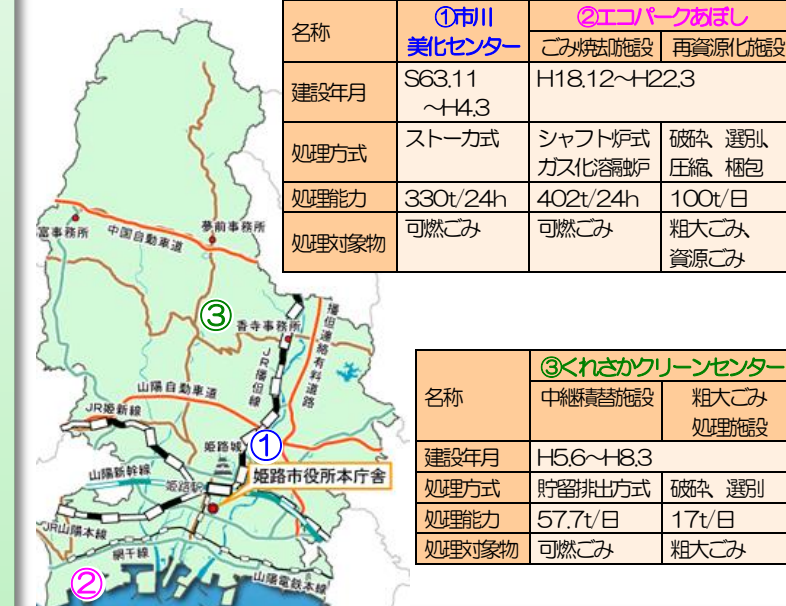 名称
①市川
美化センター
②エコパークあぼし
ごみ焼却施設
再資源化施設
建設年月
S63.11
～H4.3
H18.12～H22.3
処理方式
ストーカ式
シャフト炉式
ガス化溶融炉
破砕、選別、
圧縮、梱包
処理能力
330t/24h
402t/24h
100t/日
処理対象物
可燃ごみ
可燃ごみ
粗大ごみ、
資源ごみ
富事務所
中国自動車道
夢前事務所
③
香寺事務所
播但連絡有料道路
JR播但線
山陽自動車道
JR姫新線
姫路城
①
姫路市役所本庁舎
山陽新幹線
姫路駅
JR山陽本線
網干線
②
山陽電鉄本線
名称
③くれさかクリーンセンター
中継積替施設
粗大ごみ
処理施設
建設年月
H5.6～H8.3
処理方式
貯留排出方式
破砕、選別
処理能力
57.7t/日
17t/日
処理対象物
可燃ごみ
粗大ごみ